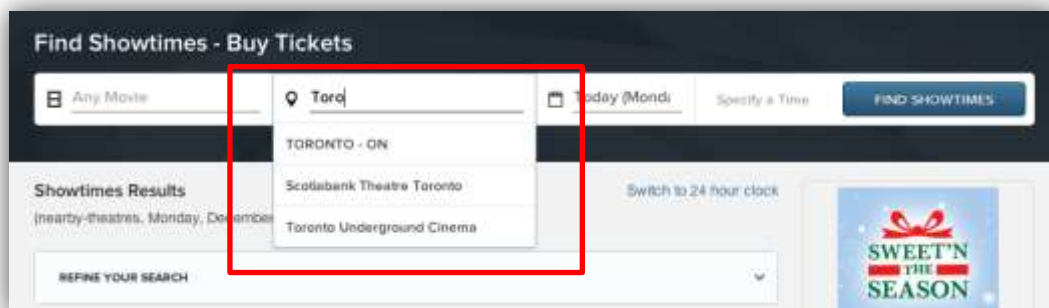 Find Showtimes - Buy Tickets
Any Movie Toro Today (Monda Specify a Time FIND SHOWTIMES
TORONTO - ON
Scotiabank Theatre Toronto
Toronto Underground Cinema
Showtimes Results Switch to 24 hour clock
(nearby-theatres, Monday, December
REFINE YOUR SEARCH
SWEET'N
THE
SEASON